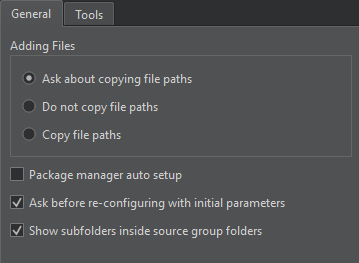 General Tools
Adding Files
Ask about copying file paths
Do not copy file paths
Copy file paths
Package manager auto setup
Ask before re-configuring with initial parameters
Show subfolders inside source group folders